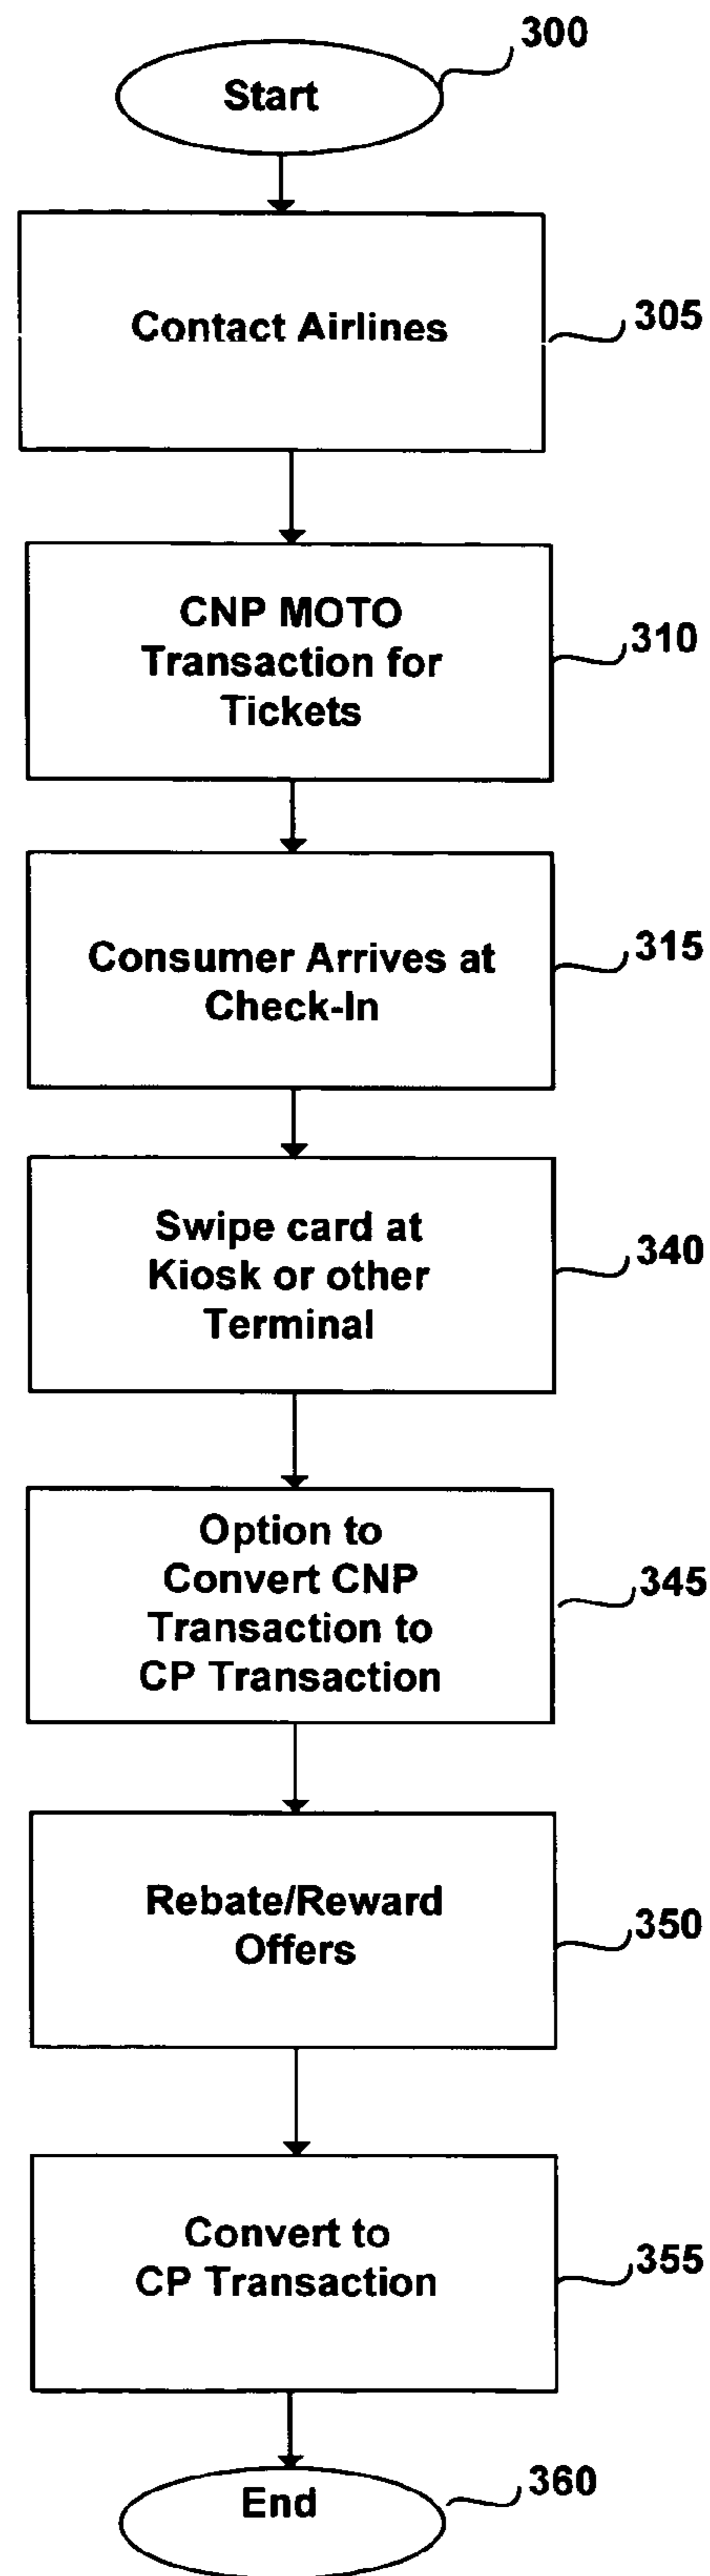 300
Start
Contact Airlines
305
CNP MOTO
Transaction for
Tickets
310
Consumer Arrives at
Check-In
315
Swipe card at
Kiosk or other
Terminal
340
Option to
Convert CNP
Transaction to
CP Transaction
345
Rebate/Reward
Offers
350
Convert to
CP Transaction
355
End
360